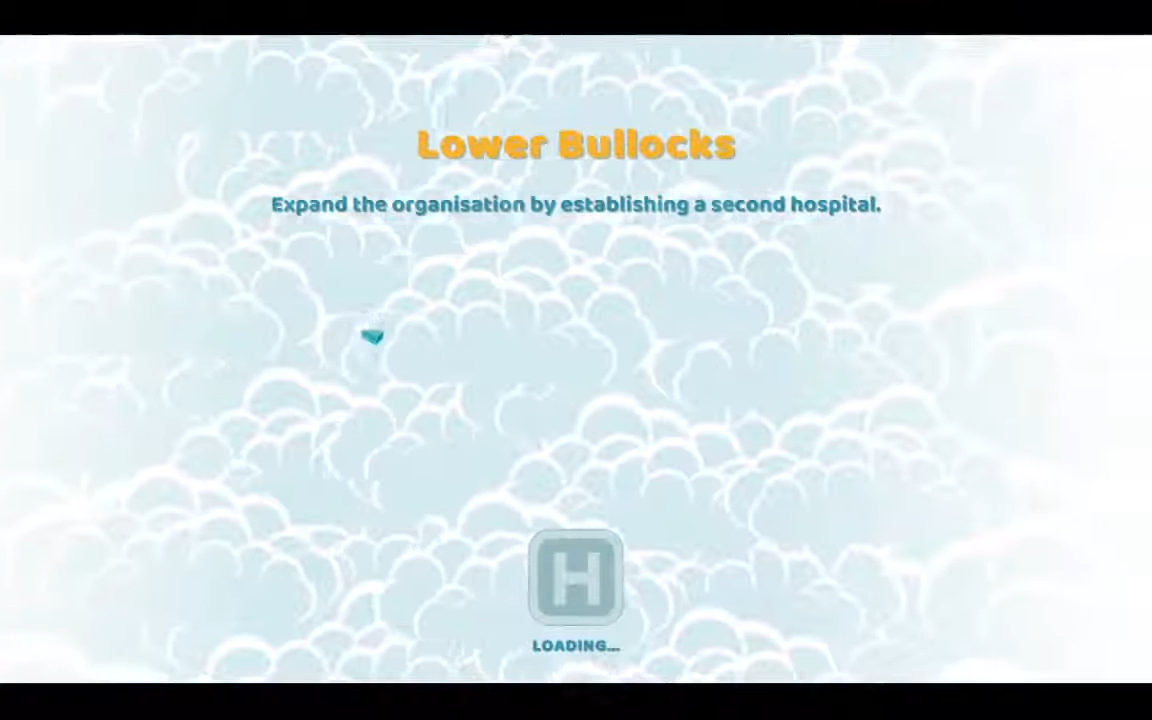 Lower Bullocks
Expand the organisation by establishing a second hospital.
H
LOADING...